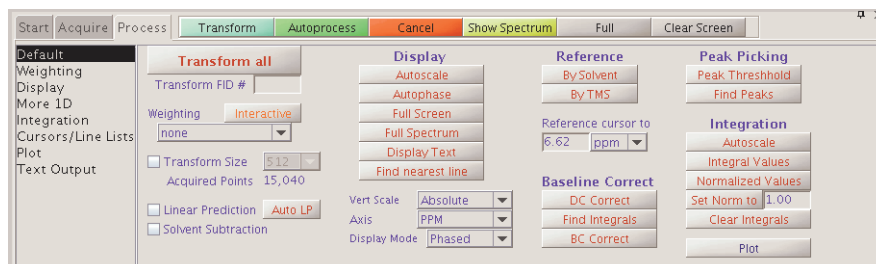 Start Acquire Process Transform Autoprocess Cancel Show Spectrum Full Clear Screen
Default
Weighting
Display
More 1D
Integration
Cursors/Line Lists
Plot
Text Output
Transform all
Transform FID #
Weighting Interactive
none
Transform Size 512
Acquired Points 15,040
Linear Prediction Auto LP
Solvent Subtraction
Display
Autoscale
Autophase
Full Screen
Full Spectrum
Display Text
Find nearest line
Vert Scale Absolute
Axis PPM
Display Mode Phased
Reference
By Solvent
By TMS
Reference cursor to
6.62 ppm
Baseline Correct
DC Correct
Find Integrals
BC Correct
Peak Picking
Peak Threshhold
Find Peaks
Integration
Autoscale
Integral Values
Normalized Values
Set Norm to 1.00
Clear Integrals
Plot